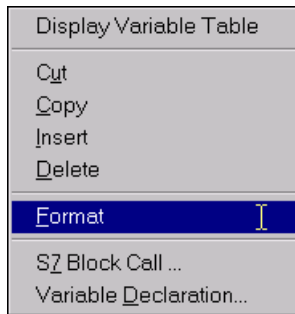 Display Variable Table
Cut
Copy
Insert
Delete
Format
S7 Block Call ...
Variable Declaration...